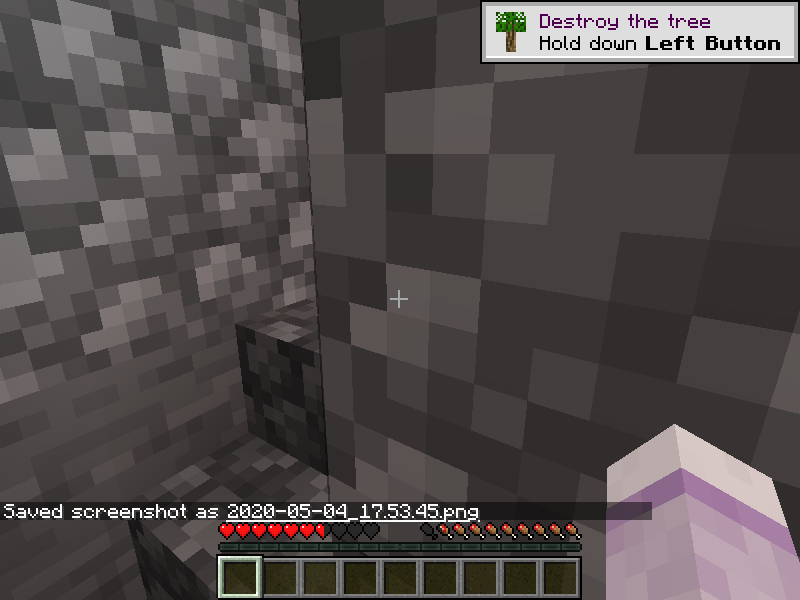 Destroy the tree
Hold down Left Button
Saved screenshot as 2020-05-04_17.53.45.png